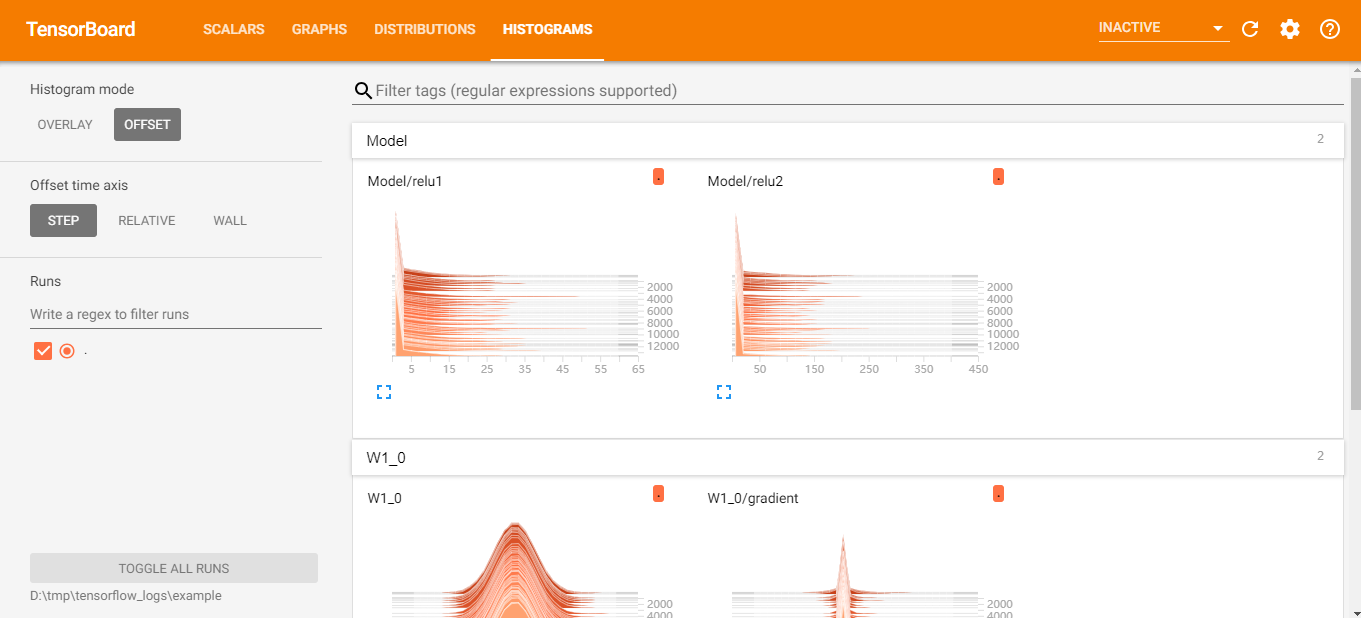 TensorBoard SCALARS GRAPHS DISTRIBUTIONS HISTOGRAMS INACTIVE
Histogram mode
OVERLAY OFFSET
Offset time axis
STEP RELATIVE WALL
Runs
Write a regex to filter runs
.
TOGGLE ALL RUNS
D:\tmp\tensorflow_logs\example
Filter tags (regular expressions supported)
Model 2
Model/relu1 .
2000
4000
6000
8000
10000
12000
5 15 25 35 45 55 65
Model/relu2 .
2000
4000
6000
8000
10000
12000
50 150 250 350 450
W1_0 2
W1_0 .
2000
4000
W1_0/gradient .
2000
4000